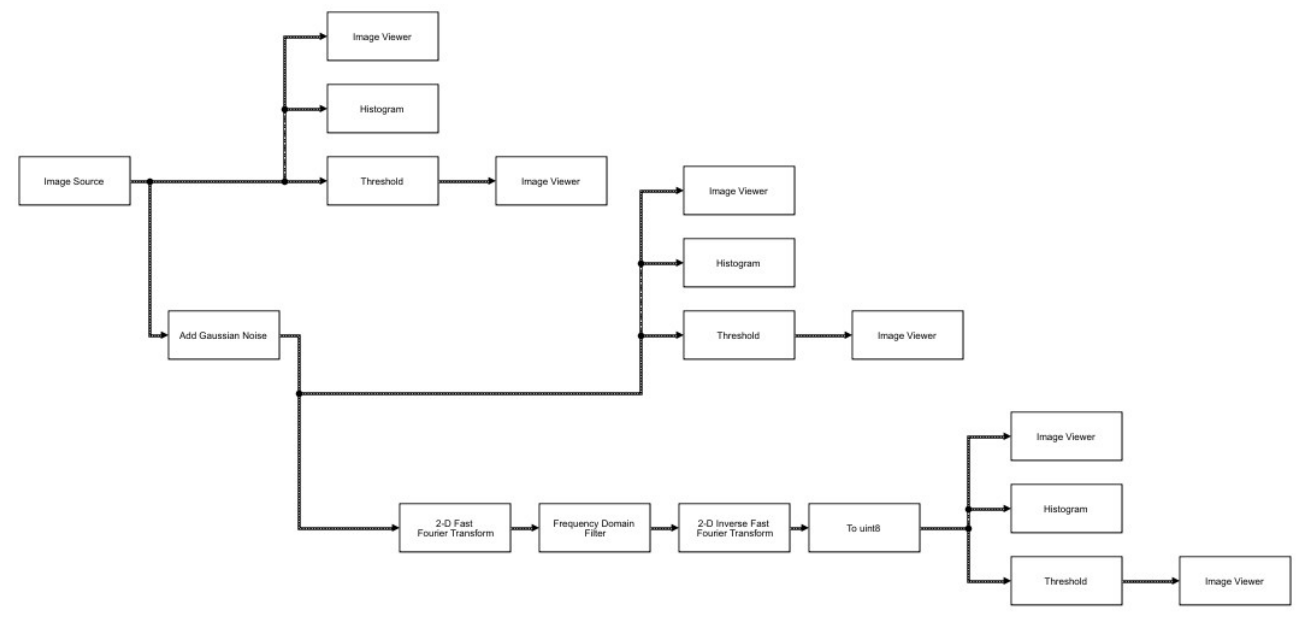 Image Viewer
Histogram
Image Source
Threshold
Image Viewer
Image Viewer
Histogram
Add Gaussian Noise
Threshold
Image Viewer
Image Viewer
2-D Fast
Fourier Transform
Frequency Domain
Filter
2-D Inverse Fast
Fourier Transform
To uint8
Histogram
Threshold
Image Viewer